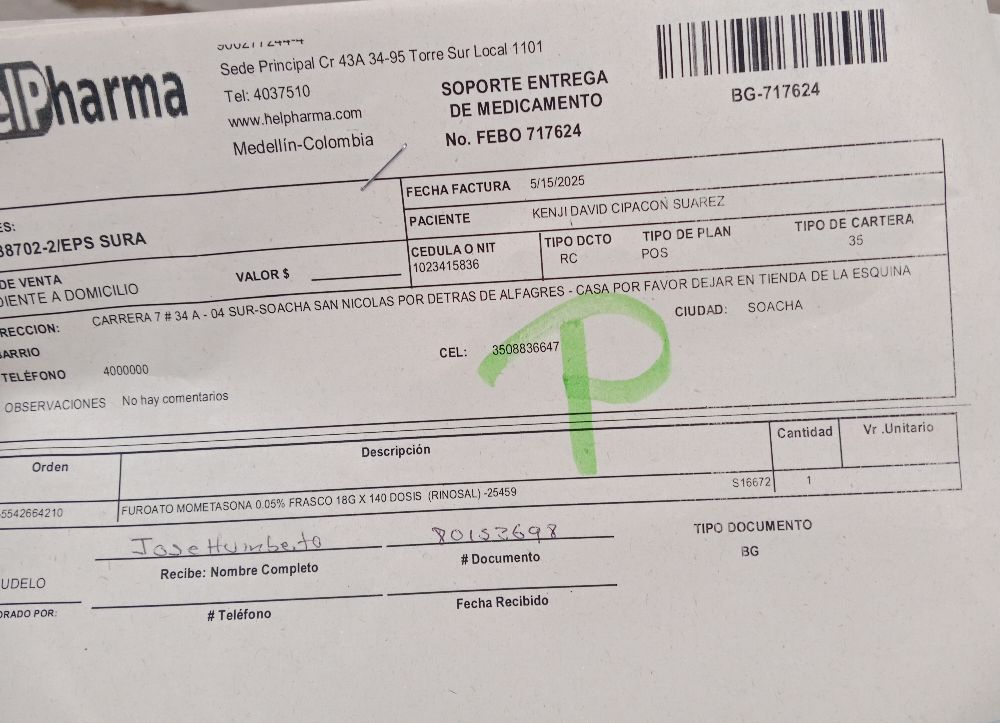 elPharma
Sede Principal Cr 43A 34-95 Torre Sur Local 1101
Tel: 4037510
www.helpharma.com
Medellín-Colombia
SOPORTE ENTREGA
DE MEDICAMENTO
No. FEBO 717624
BG-717624
ES:
38702-2/EPS SURA
DE VENTA
DIENTE A DOMICILIO
VALOR $
FECHA FACTURA 5/15/2025
PACIENTE KENJI DAVID CIPACON SUAREZ
CEDULA O NIT
1023415836
TIPO DCTO
RC
TIPO DE PLAN
POS
TIPO DE CARTERA
35
RECCION: CARRERA 7 # 34 A - 04 SUR-SOACHA SAN NICOLAS POR DETRAS DE ALFAGRES - CASA POR FAVOR DEJAR EN TIENDA DE LA ESQUINA
ARRIO
CEL: 3508836647
CIUDAD: SOACHA
TELÉFONO 4000000
OBSERVACIONES No hay comentarios
P
Orden Descripción Cantidad Vr .Unitario
5542664210 FUROATO MOMETASONA 0.05% FRASCO 18G X 140 DOSIS (RINOSAL) -25459 S16672 1
Jose Humberto 80153698
Recibe: Nombre Completo # Documento
TIPO DOCUMENTO
BG
UDELO
ORADO POR: # Teléfono Fecha Recibido